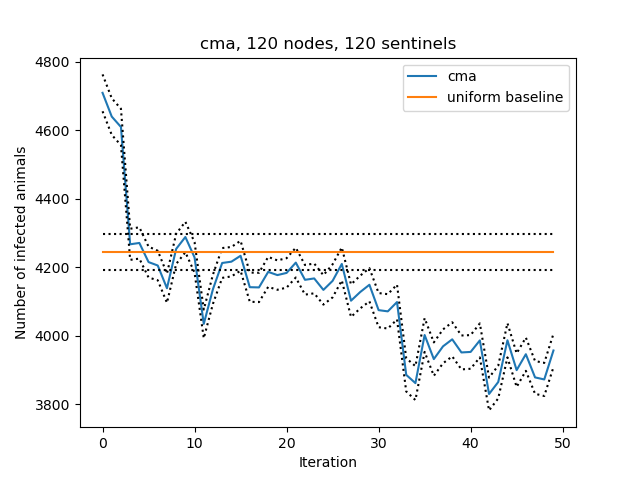 cma, 120 nodes, 120 sentinels
cma
uniform baseline
Number of infected animals
4800
4600
4400
4200
4000
3800
0 10 20 30 40 50
Iteration